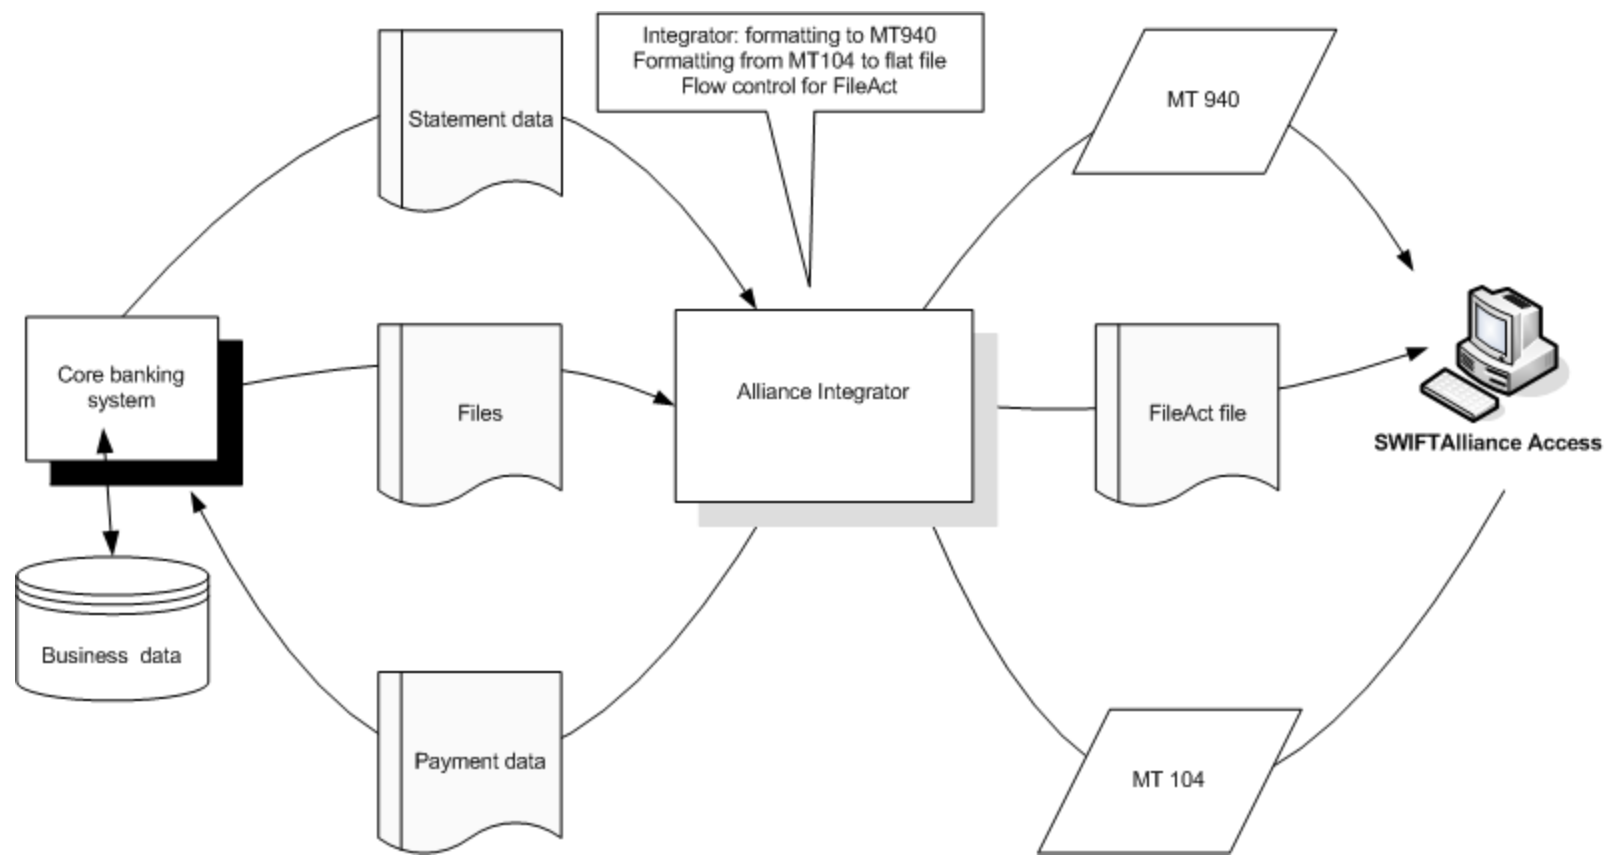 Integrator: formatting to MT940
Formatting from MT104 to flat file
Flow control for FileAct
Statement data
MT 940
Core banking
system
Files
Alliance Integrator
FileAct file
SWIFTAlliance Access
Business data
Payment data
MT 104